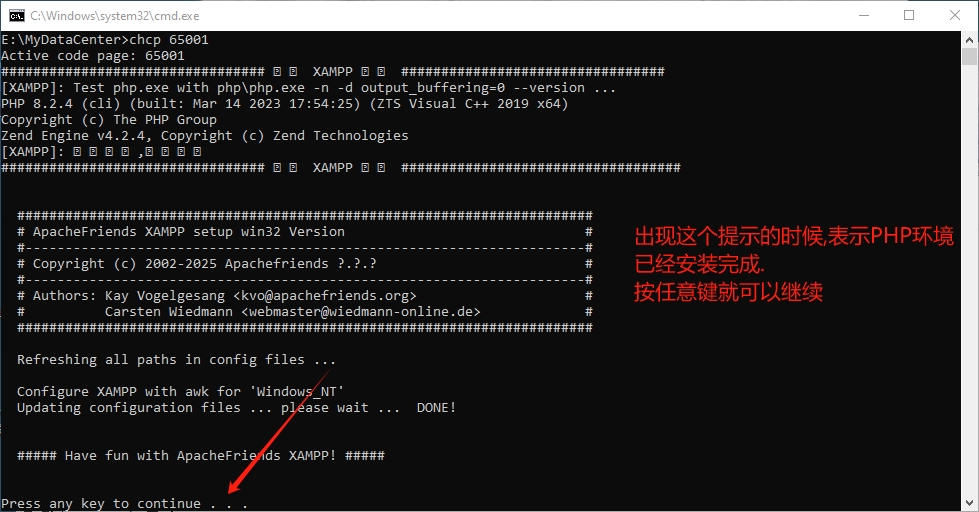 C:\Windows\system32\cmd.exe
E:\MyDataCenter>chcp 65001
Active code page: 65001
################################# XAMPP #################################
[XAMPP]: Test php.exe with php\php.exe -n -d output_buffering=0 --version ...
PHP 8.2.4 (cli) (built: Mar 14 2023 17:54:25) (ZTS Visual C++ 2019 x64)
Copyright (c) The PHP Group
Zend Engine v4.2.4, Copyright (c) Zend Technologies
[XAMPP]: ,
################################# XAMPP ###################################
########################################################################
# ApacheFriends XAMPP setup win32 Version #
#----------------------------------------------------------------------#
# Copyright (c) 2002-2025 Apachefriends ?.?.? #
#----------------------------------------------------------------------#
# Authors: Kay Vogelgesang <kvo@apachefriends.org> #
# Carsten Wiedmann <webmaster@wiedmann-online.de> #
########################################################################
出现这个提示的时候,表示PHP环境
已经安装完成.
按任意键就可以继续
Refreshing all paths in config files ...
Configure XAMPP with awk for 'Windows_NT'
Updating configuration files ... please wait ... DONE!
##### Have fun with ApacheFriends XAMPP! #####
Press any key to continue . . .